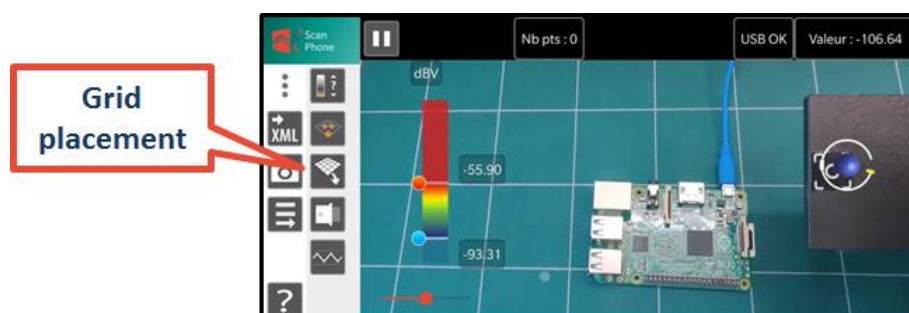 Grid
placement
Scan
Phone
Nb pts : 0
USB OK
Valeur : -106.64
dBV
?
XML
-55.90
-93.31
?